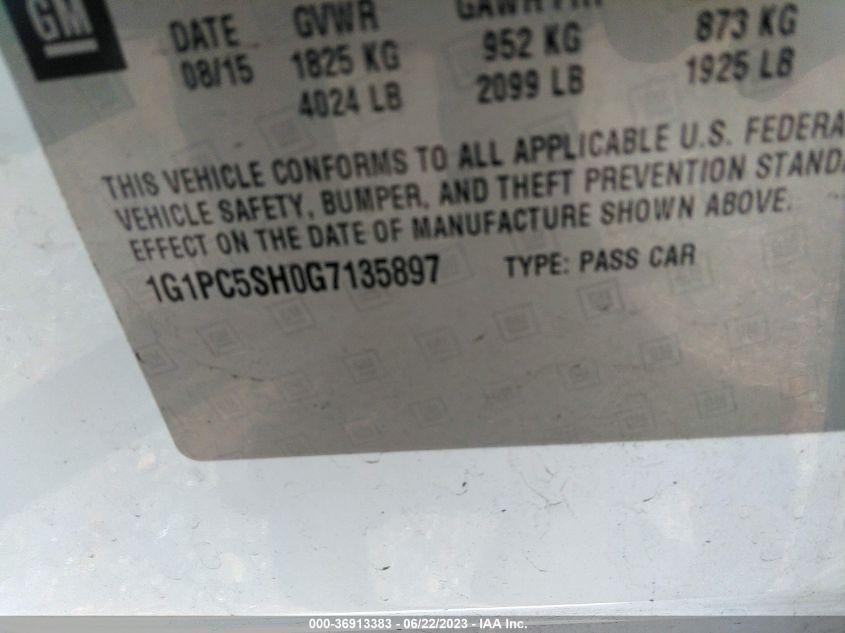 GM
DATE GVWR GAWR
08/15 1825 KG 952 KG 873 KG
4024 LB 2099 LB 1925 LB
THIS VEHICLE CONFORMS TO ALL APPLICABLE U.S. FEDERA
VEHICLE SAFETY, BUMPER, AND THEFT PREVENTION STANDA
EFFECT ON THE DATE OF MANUFACTURE SHOWN ABOVE.
1G1PC5SH0G7135897 TYPE: PASS CAR
000-36913383 - 06/22/2023 - IAA Inc.